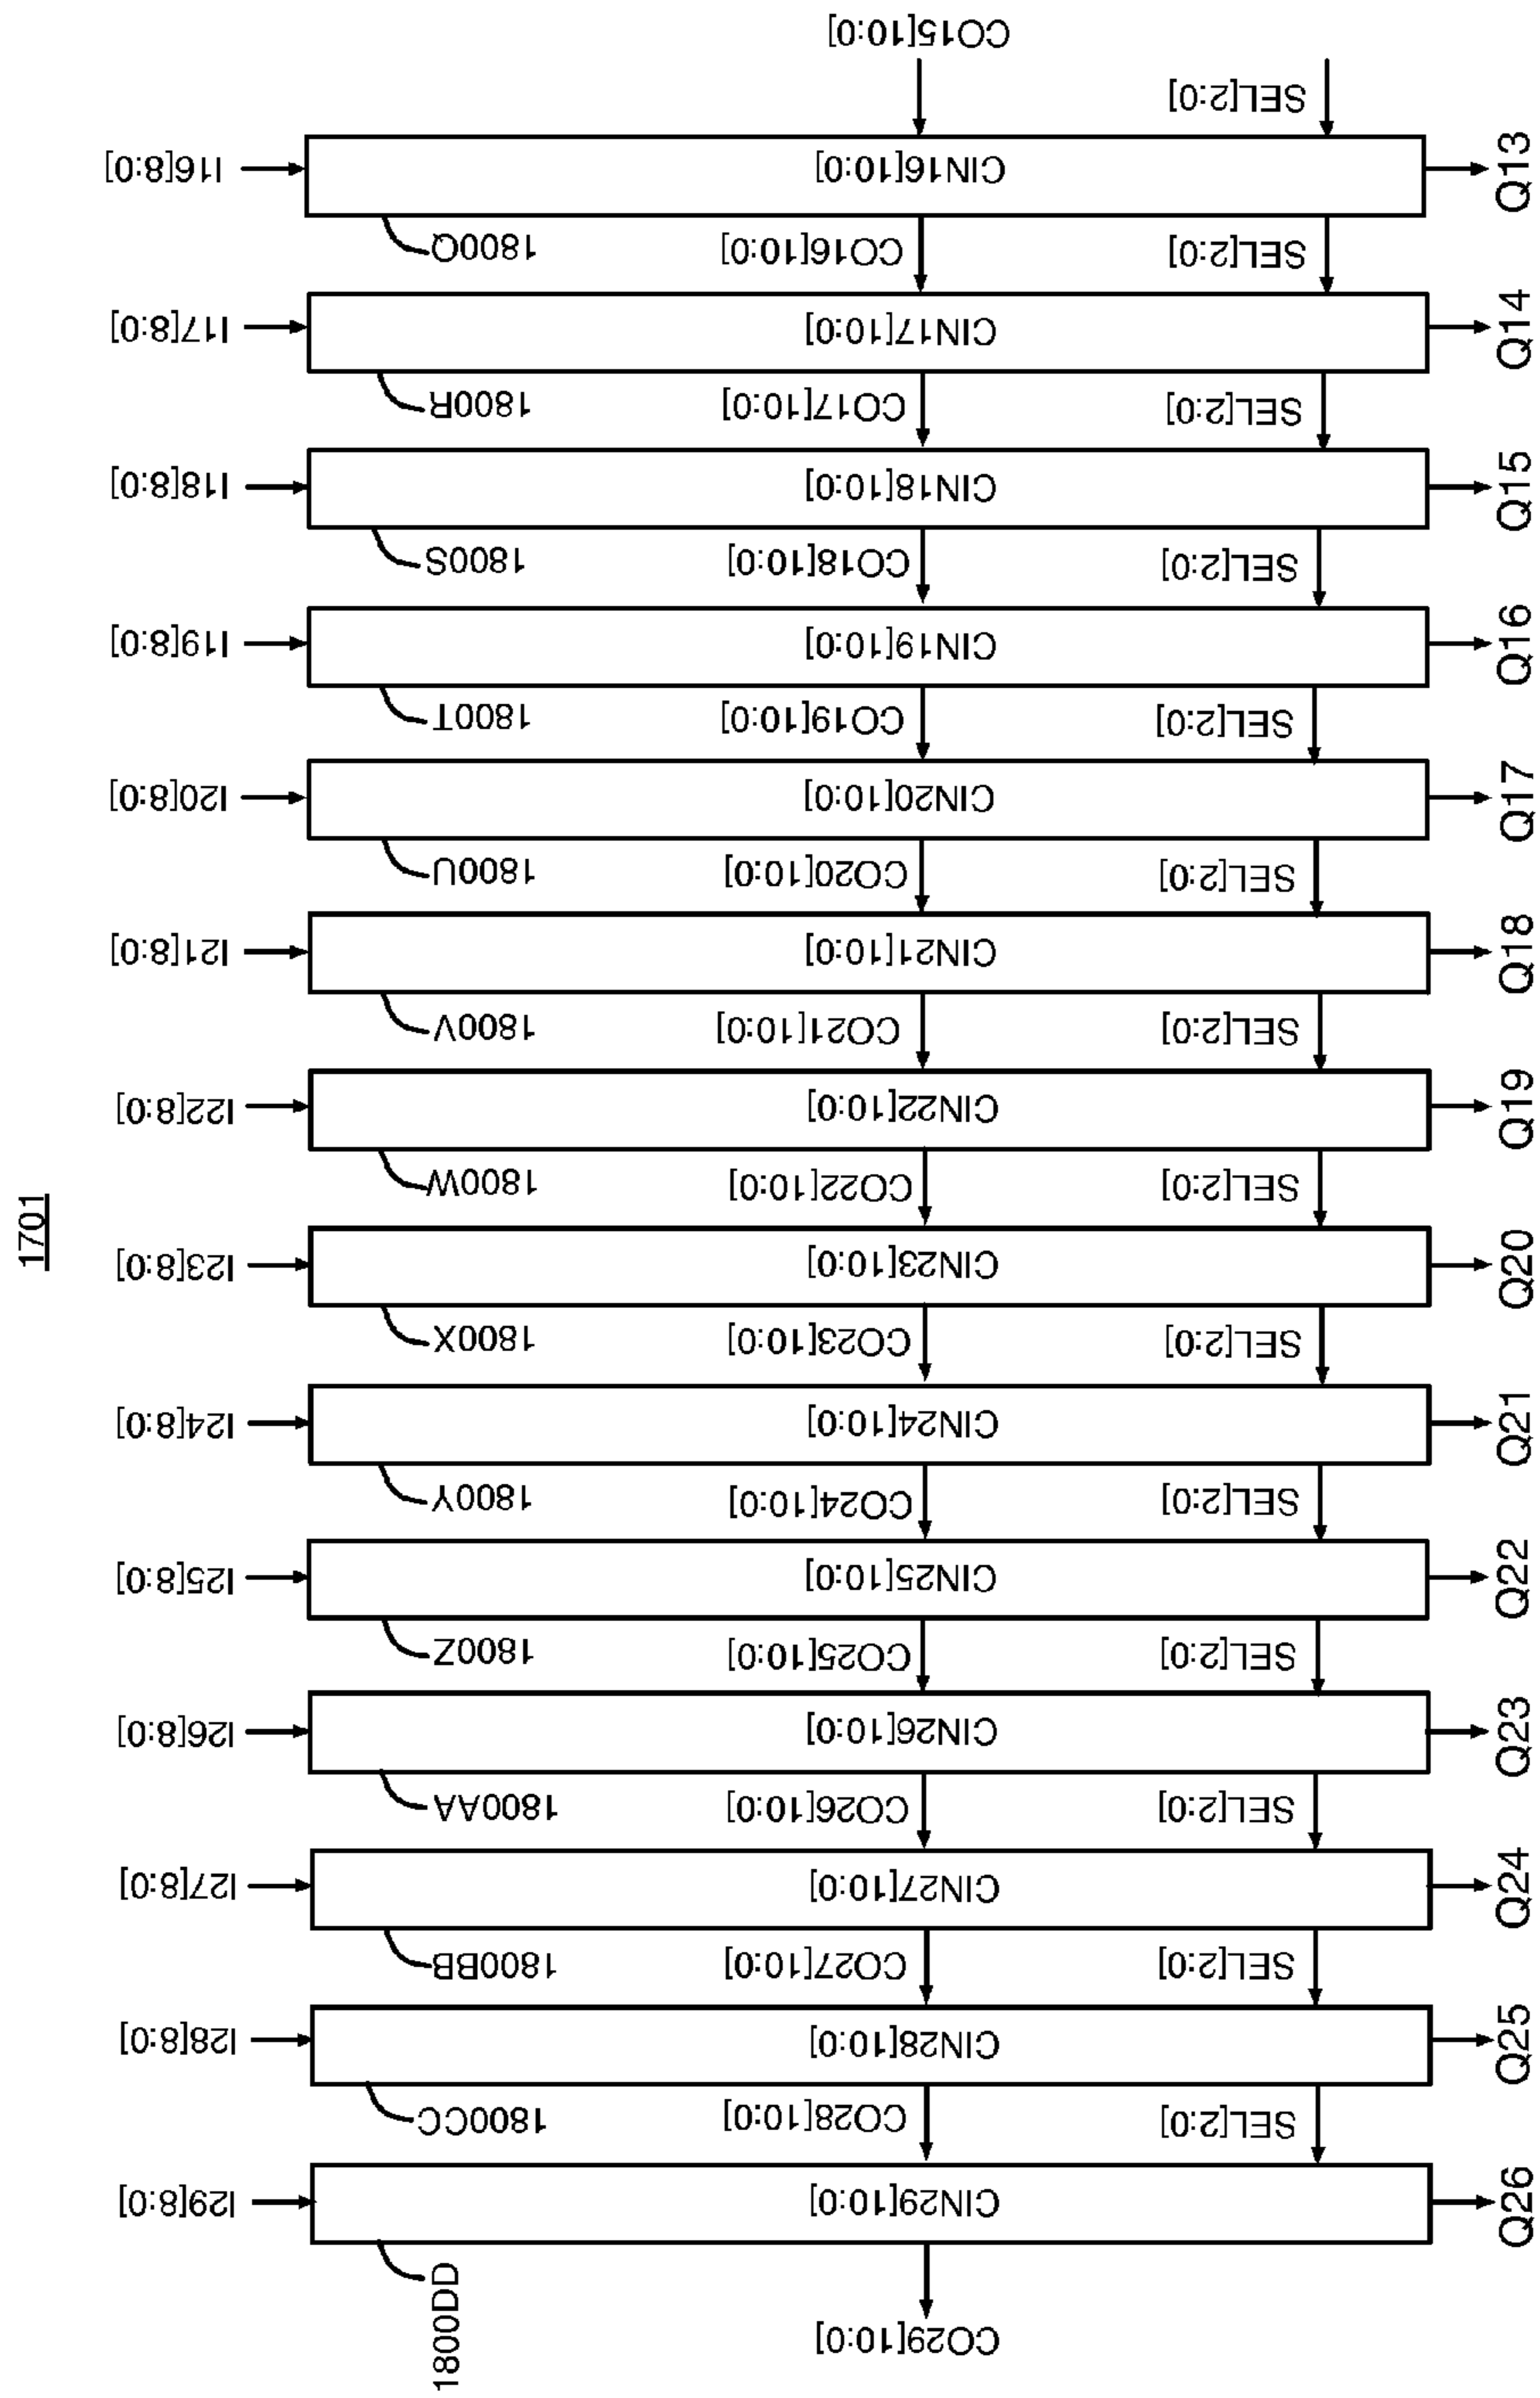 1701
CO15[10:0]
SEL[2:0]
I16[8:0]
CIN16[10:0]
Q13
1800Q
CO16[10:0]
SEL[2:0]
I17[8:0]
CIN17[10:0]
Q14
1800R
CO17[10:0]
SEL[2:0]
I18[8:0]
CIN18[10:0]
Q15
1800S
CO18[10:0]
SEL[2:0]
I19[8:0]
CIN19[10:0]
Q16
1800T
CO19[10:0]
SEL[2:0]
I20[8:0]
CIN20[10:0]
Q17
1800U
CO20[10:0]
SEL[2:0]
I21[8:0]
CIN21[10:0]
Q18
1800V
CO21[10:0]
SEL[2:0]
I22[8:0]
CIN22[10:0]
Q19
1800W
CO22[10:0]
SEL[2:0]
I23[8:0]
CIN23[10:0]
Q20
1800X
CO23[10:0]
SEL[2:0]
I24[8:0]
CIN24[10:0]
Q21
1800Y
CO24[10:0]
SEL[2:0]
I25[8:0]
CIN25[10:0]
Q22
1800Z
CO25[10:0]
SEL[2:0]
I26[8:0]
CIN26[10:0]
Q23
1800AA
CO26[10:0]
SEL[2:0]
I27[8:0]
CIN27[10:0]
Q24
1800BB
CO27[10:0]
SEL[2:0]
I28[8:0]
CIN28[10:0]
Q25
1800CC
CO28[10:0]
SEL[2:0]
I29[8:0]
CIN29[10:0]
Q26
1800DD
CO29[10:0]